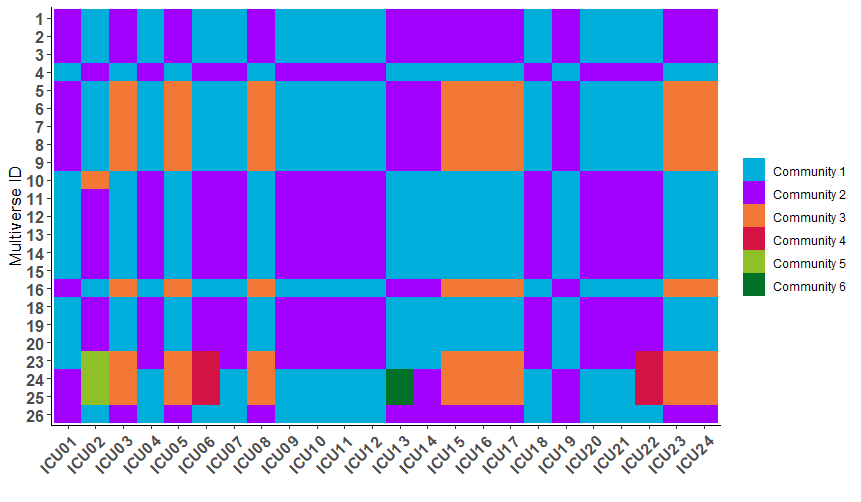 Multiverse ID
1
2
3
4
5
6
7
8
9
10
11
12
13
14
15
16
18
19
20
23
24
25
26
ICU01
ICU02
ICU03
ICU04
ICU05
ICU06
ICU07
ICU08
ICU09
ICU10
ICU11
ICU12
ICU13
ICU14
ICU15
ICU16
ICU17
ICU18
ICU19
ICU20
ICU21
ICU22
ICU23
ICU24
Community 1
Community 2
Community 3
Community 4
Community 5
Community 6